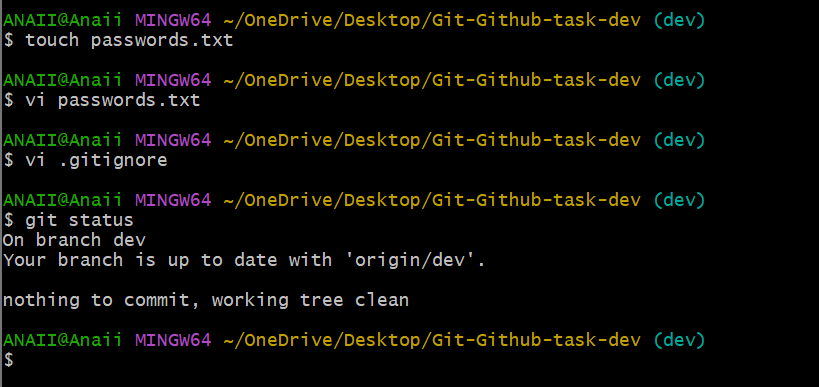 ANAII@Anaii MINGW64 ~/OneDrive/Desktop/Git-Github-task-dev (dev)
$ touch passwords.txt
ANAII@Anaii MINGW64 ~/OneDrive/Desktop/Git-Github-task-dev (dev)
$ vi passwords.txt
ANAII@Anaii MINGW64 ~/OneDrive/Desktop/Git-Github-task-dev (dev)
$ vi .gitignore
ANAII@Anaii MINGW64 ~/OneDrive/Desktop/Git-Github-task-dev (dev)
$ git status
On branch dev
Your branch is up to date with 'origin/dev'.
nothing to commit, working tree clean
ANAII@Anaii MINGW64 ~/OneDrive/Desktop/Git-Github-task-dev (dev)
$